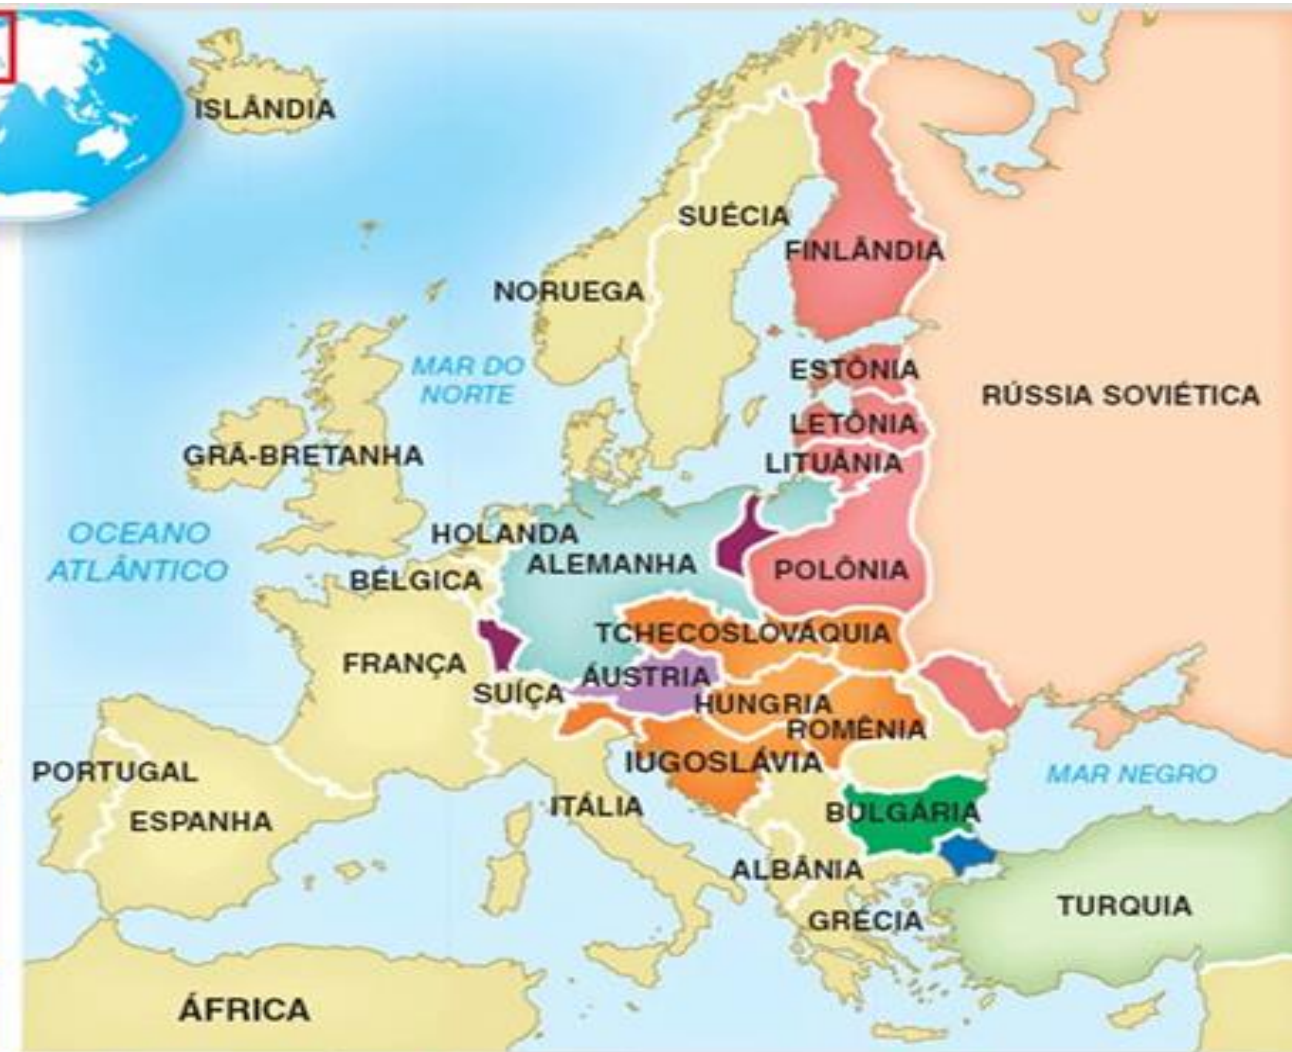 ISLÂNDIA
SUÉCIA
FINLÂNDIA
NORUEGA
MAR DO
NORTE
ESTÔNIA
RÚSSIA SOVIÉTICA
LETÔNIA
GRÃ-BRETANHA
LITUÂNIA
OCEANO
ATLÂNTICO
HOLANDA
ALEMANHA
POLÔNIA
BÉLGICA
TCHECOSLOVÁQUIA
FRANÇA
ÁUSTRIA
SUÍÇA
HUNGRIA
ROMÊNIA
IUGOSLÁVIA
PORTUGAL
MAR NEGRO
ITÁLIA
BULGÁRIA
ESPANHA
ALBÂNIA
TURQUIA
GRÉCIA
ÁFRICA